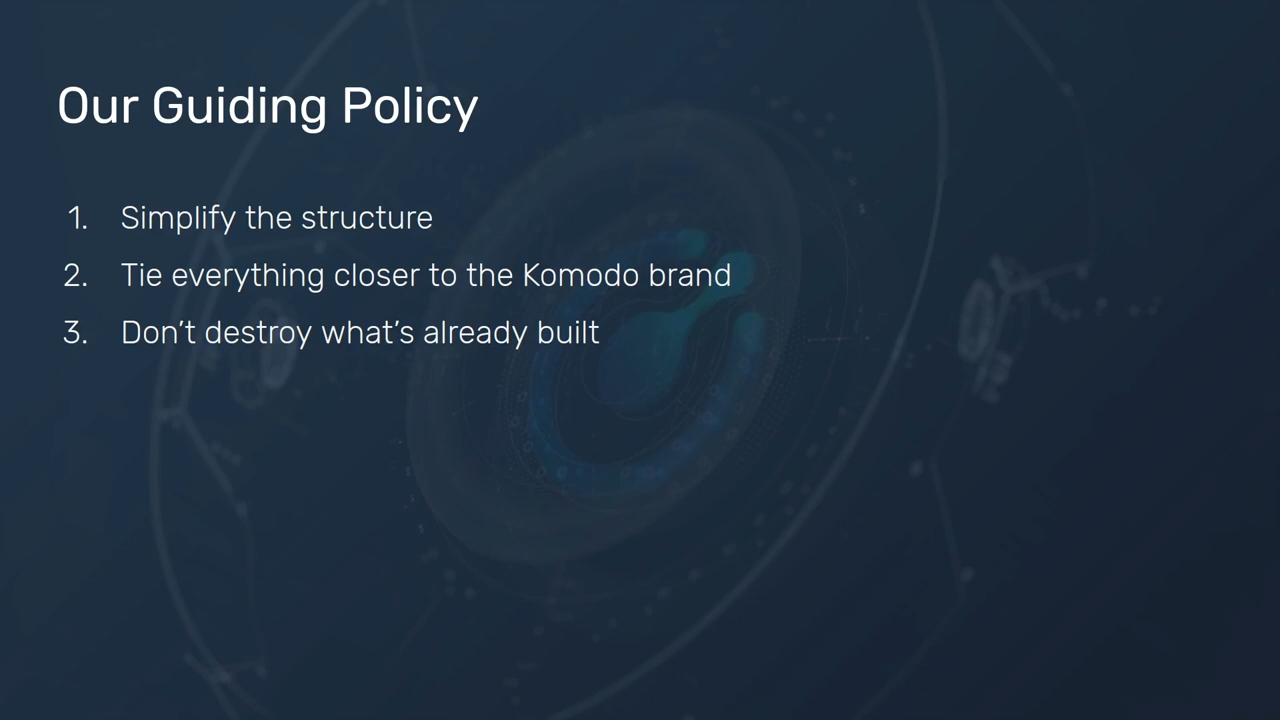 Our Guiding Policy
1. Simplify the structure
2. Tie everything closer to the Komodo brand
3. Don’t destroy what’s already built